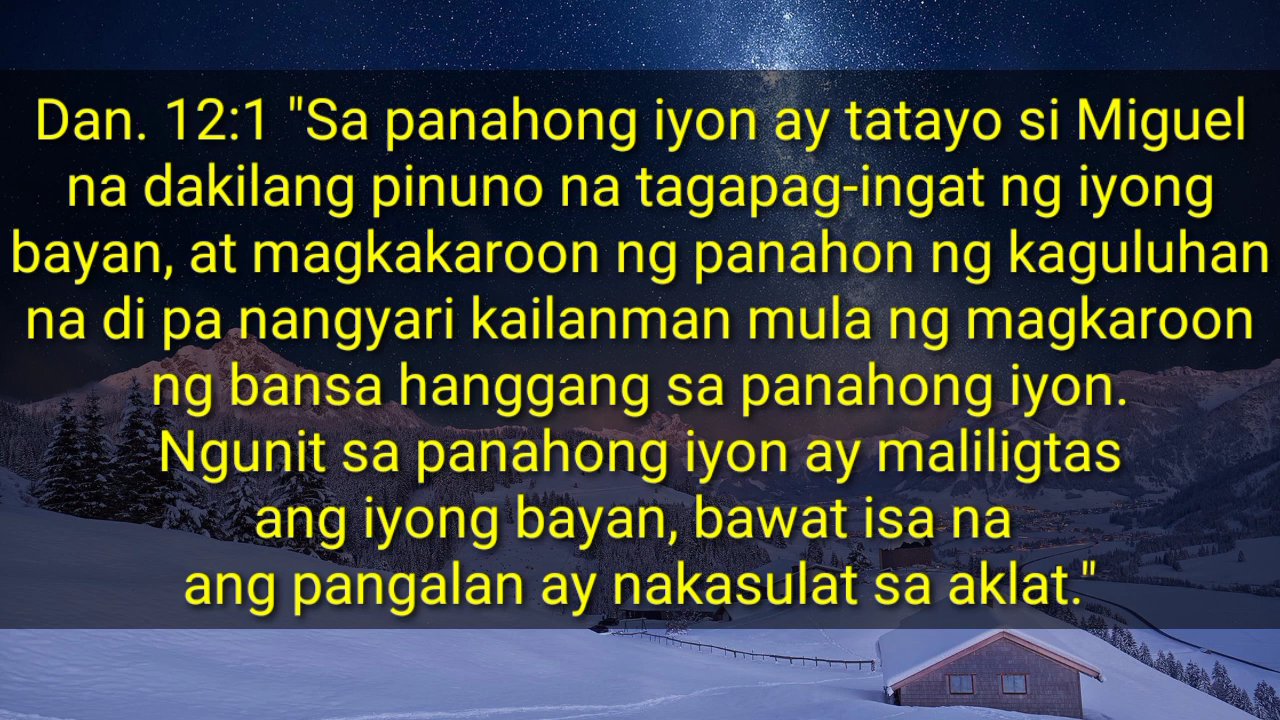 Dan. 12:1 "Sa panahong iyon ay tatayo si Miguel
na dakilang pinuno na tagapag-ingat ng iyong
bayan, at magkakaroon ng panahon ng kaguluhan
na di pa nangyari kailanman mula ng magkaroon
ng bansa hanggang sa panahong iyon.
Ngunit sa panahong iyon ay maliligtas
ang iyong bayan, bawat isa na
ang pangalan ay nakasulat sa aklat."